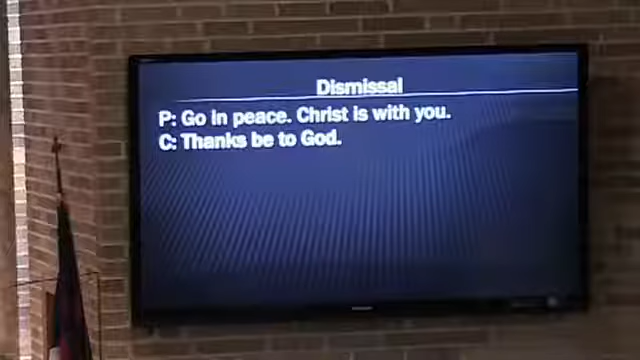 Dismissal
P: Go in peace. Christ is with you.
C: Thanks be to God.